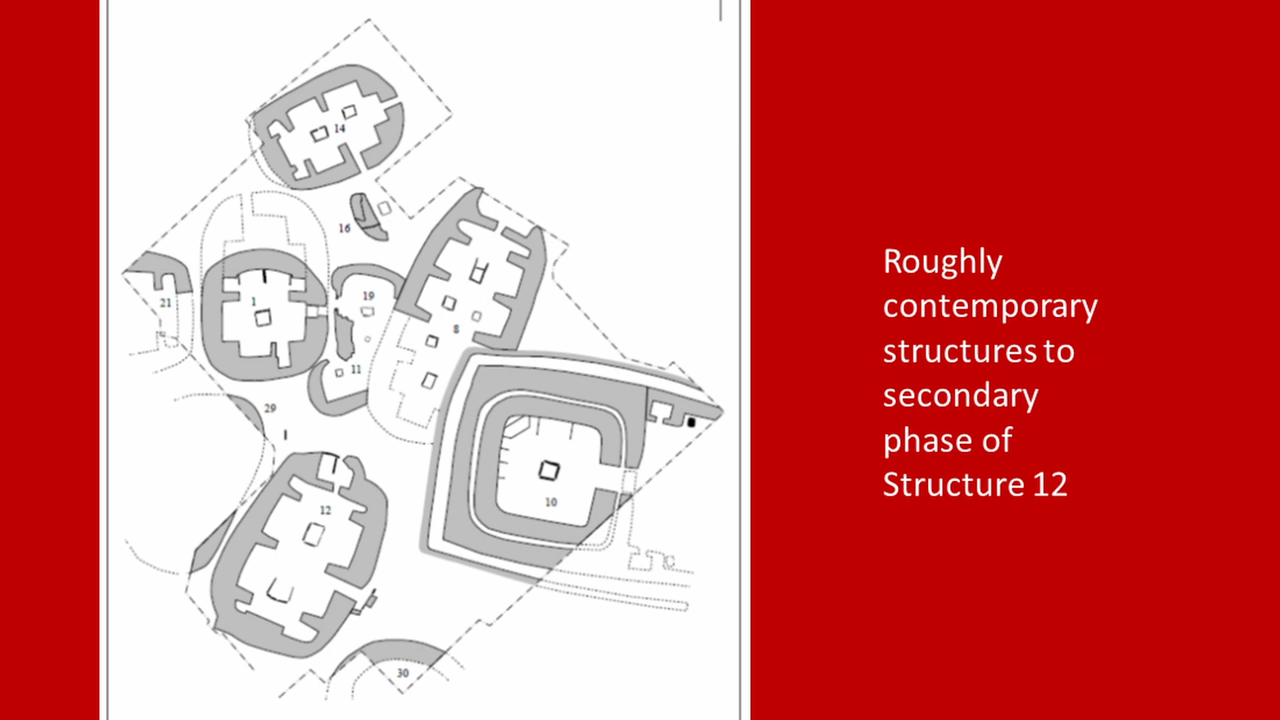 14
16
21
1
19
8
11
29
10
12
30
Roughly
contemporary
structures to
secondary
phase of
Structure 12